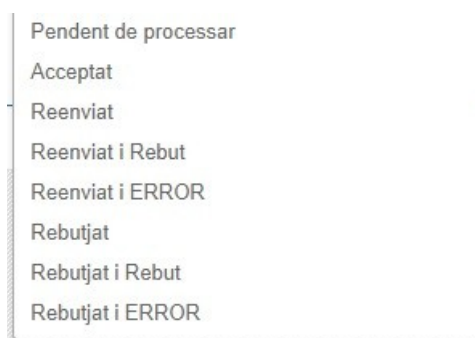 Pendent de processar
Acceptat
Reenviat
Reenviat i Rebut
Reenviat i ERROR
Rebutjat
Rebutjat i Rebut
Rebutjat i ERROR